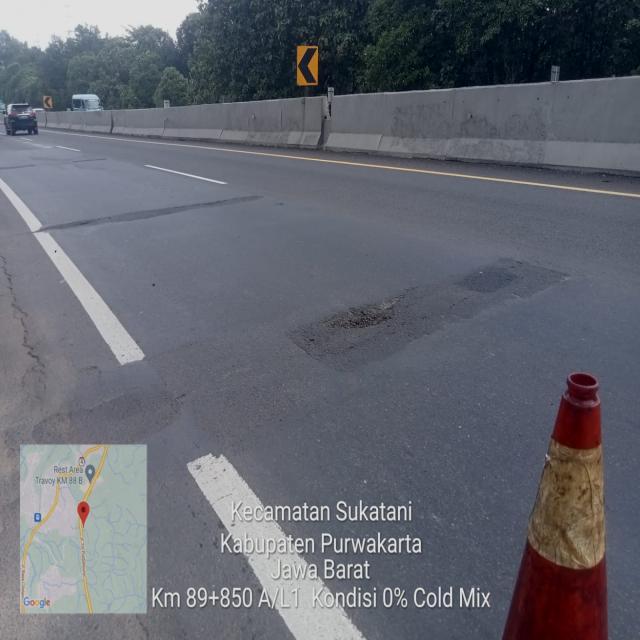 Rest Area
Travoy KM 88 B
Google
Kecamatan Sukatani
Kabupaten Purwakarta
Jawa Barat
Km 89+850 A/L1 Kondisi 0% Cold Mix